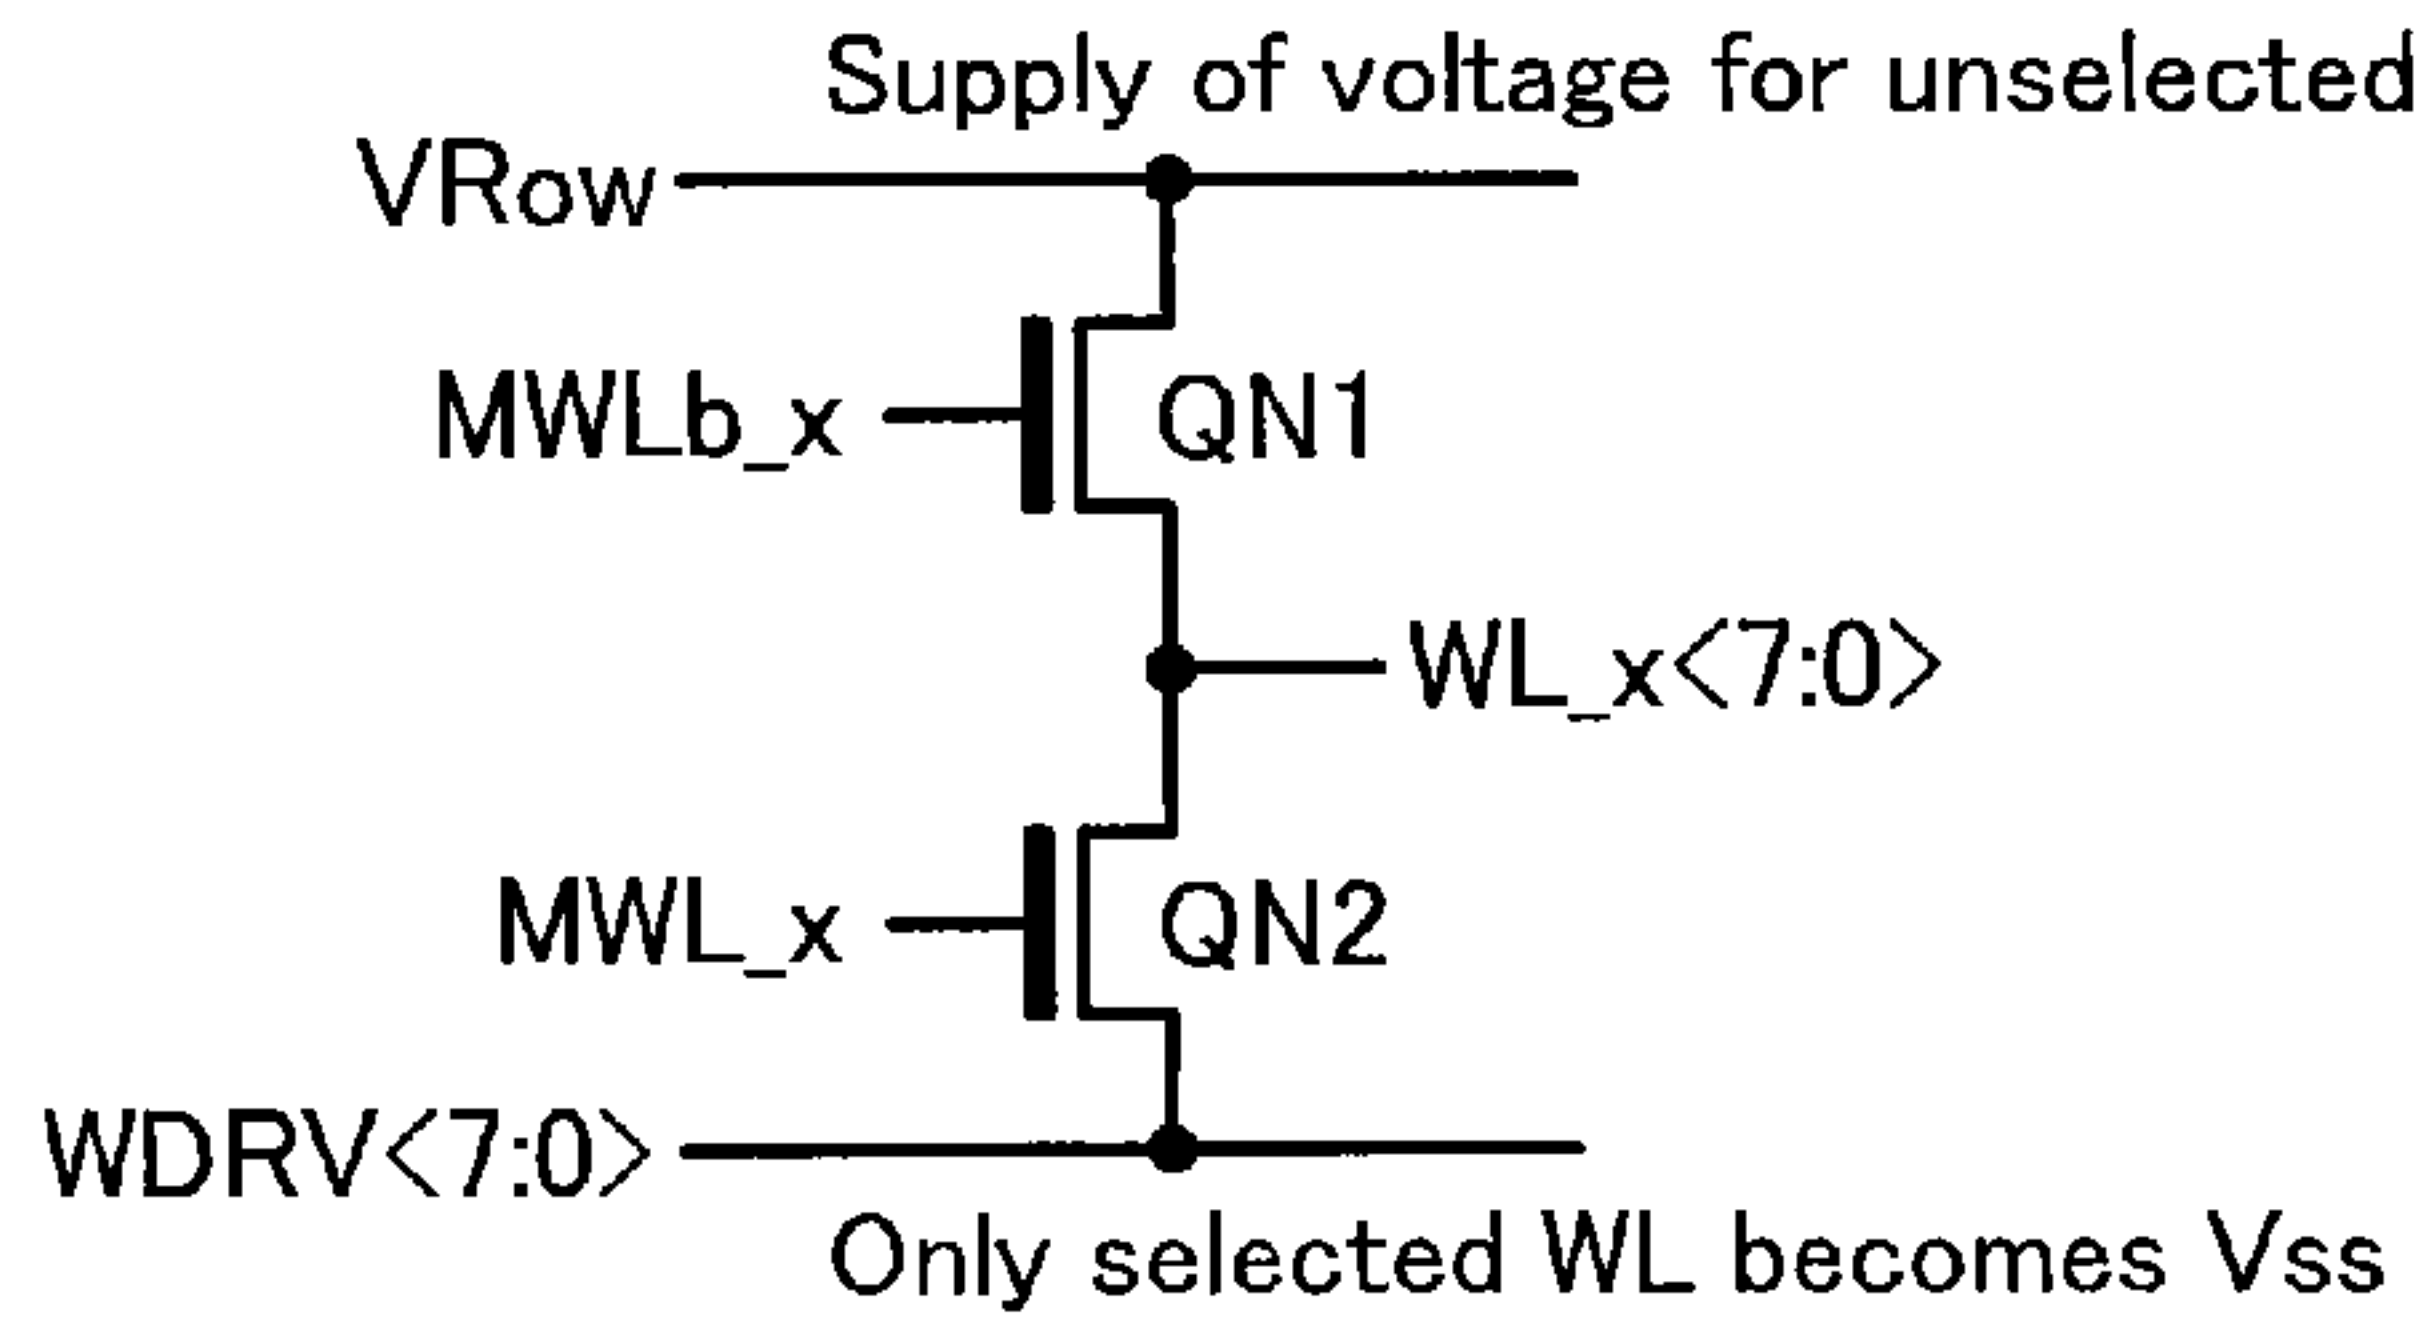 Supply of voltage for unselected
VRow
MWLb_x
QN1
WL_x<7:0>
MWL_x
QN2
WDRV<7:0>
Only selected WL becomes Vss